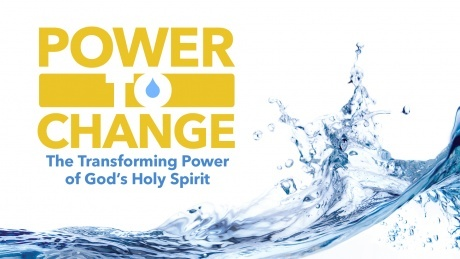 POWER
TO
CHANGE
The Transforming Power
of God's Holy Spirit